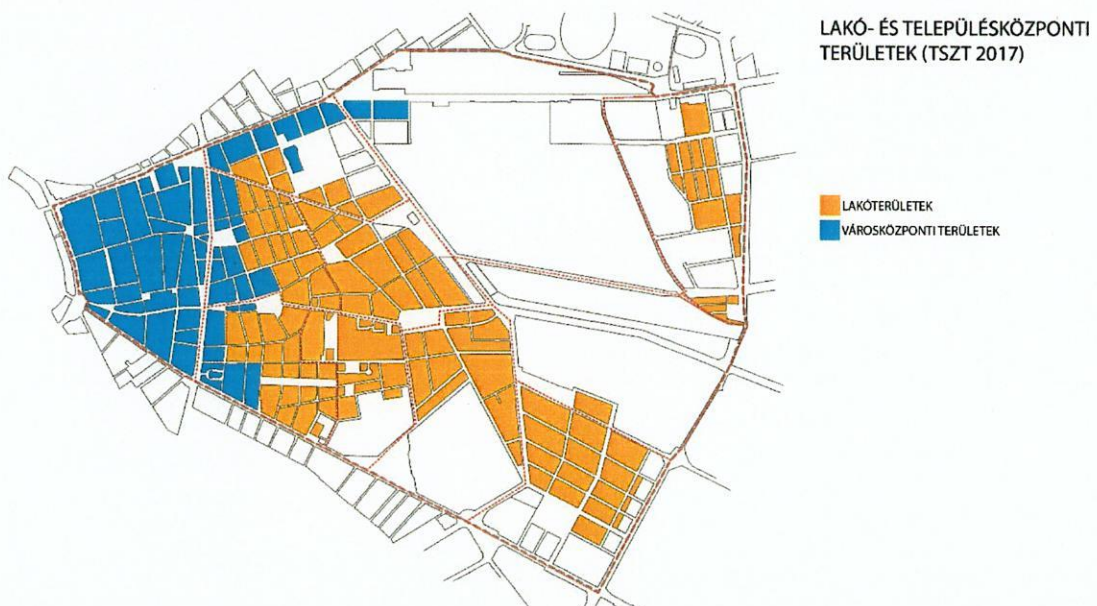 LAKÓ- ÉS TELEPÜLÉSKÖZPONTI
TERÜLETEK (TSZT 2017)
LAKÓTERÜLETEK
VÁROSKÖZPONTI TERÜLETEK